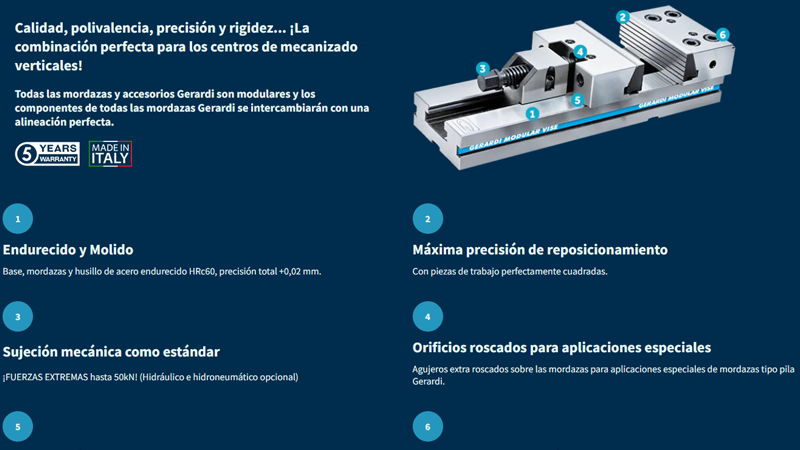 Calidad, polivalencia, precisión y rigidez... ¡La
combinación perfecta para los centros de mecanizado
verticales!
Todas las mordazas y accesorios Gerardi son modulares y los
componentes de todas las mordazas Gerardi se intercambiarán con una
alineación perfecta.
5 YEARS
WARRANTY
MADE IN
ITALY
2
6
4
3
5
1
GERARDI MODULAR VISE
GERARDI MODULAR VISE
1
Endurecido y Molido
Base, mordazas y husillo de acero endurecido HRc60, precisión total +0,02 mm.
2
Máxima precisión de reposicionamiento
Con piezas de trabajo perfectamente cuadradas.
3
Sujeción mecánica como estándar
¡FUERZAS EXTREMAS hasta 50kN! (Hidráulico e hidroneumático opcional)
4
Orificios roscados para aplicaciones especiales
Agujeros extra roscados sobre las mordazas para aplicaciones especiales de mordazas tipo pila
Gerardi.
5
6